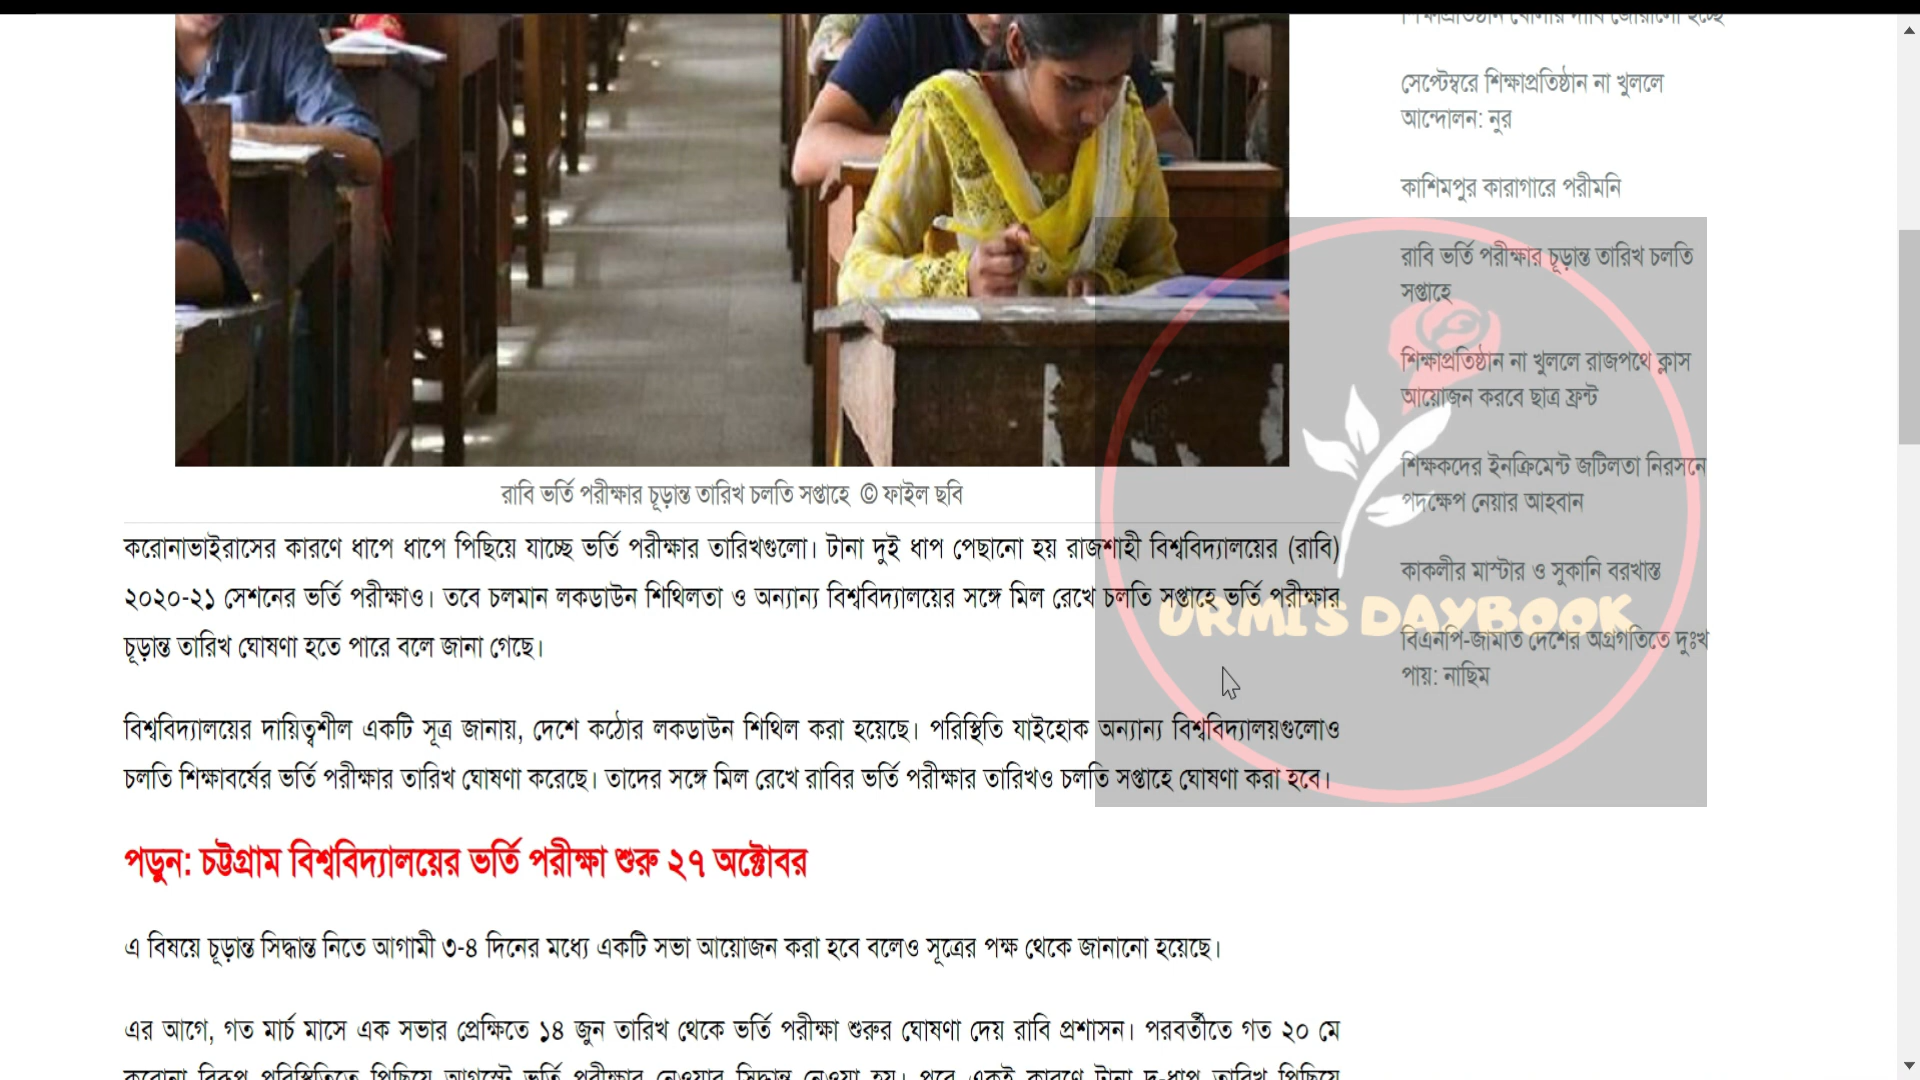 সেপ্টেম্বরে শিক্ষাপ্রতিষ্ঠান না খুললে
আন্দোলন: নুর
কাশিমপুর কারাগারে পরীমনি
রাবি ভর্তি পরীক্ষার চূড়ান্ত তারিখ চলতি
সপ্তাহে
শিক্ষাপ্রতিষ্ঠান না খুললে রাজপথে ক্লাস
আয়োজন করবে ছাত্র ফ্রন্ট
শিক্ষকদের ইনক্রিমেন্ট জটিলতা নিরসনে
পদক্ষেপ নেয়ার আহবান
কাকলীর মাস্টার ও সুকানি বরখাস্ত
বিএনপি-জামাত দেশের অগ্রগতিতে দুঃখ
পায়: নাছিম
URMI'S DAYBOOK
রাবি ভর্তি পরীক্ষার চূড়ান্ত তারিখ চলতি সপ্তাহে © ফাইল ছবি
করোনাভাইরাসের কারণে ধাপে ধাপে পিছিয়ে যাচ্ছে ভর্তি পরীক্ষার তারিখগুলো। টানা দুই ধাপ পেছানো হয় রাজশাহী বিশ্ববিদ্যালয়ের (রাবি)
২০২০-২১ সেশনের ভর্তি পরীক্ষাও। তবে চলমান লকডাউন শিথিলতা ও অন্যান্য বিশ্ববিদ্যালয়ের সঙ্গে মিল রেখে চলতি সপ্তাহে ভর্তি পরীক্ষার
চূড়ান্ত তারিখ ঘোষণা হতে পারে বলে জানা গেছে।
বিশ্ববিদ্যালয়ের দায়িত্বশীল একটি সূত্র জানায়, দেশে কঠোর লকডাউন শিথিল করা হয়েছে। পরিস্থিতি যাইহোক অন্যান্য বিশ্ববিদ্যালয়গুলোও
চলতি শিক্ষাবর্ষের ভর্তি পরীক্ষার তারিখ ঘোষণা করেছে। তাদের সঙ্গে মিল রেখে রাবির ভর্তি পরীক্ষার তারিখও চলতি সপ্তাহে ঘোষণা করা হবে।
পড়ুন: চট্টগ্রাম বিশ্ববিদ্যালয়ের ভর্তি পরীক্ষা শুরু ২৭ অক্টোবর
এ বিষয়ে চূড়ান্ত সিদ্ধান্ত নিতে আগামী ৩-৪ দিনের মধ্যে একটি সভা আয়োজন করা হবে বলেও সূত্রের পক্ষ থেকে জানানো হয়েছে।
এর আগে, গত মার্চ মাসে এক সভার প্রেক্ষিতে ১৪ জুন তারিখ থেকে ভর্তি পরীক্ষা শুরুর ঘোষণা দেয় রাবি প্রশাসন। পরবর্তীতে গত ২০ মে